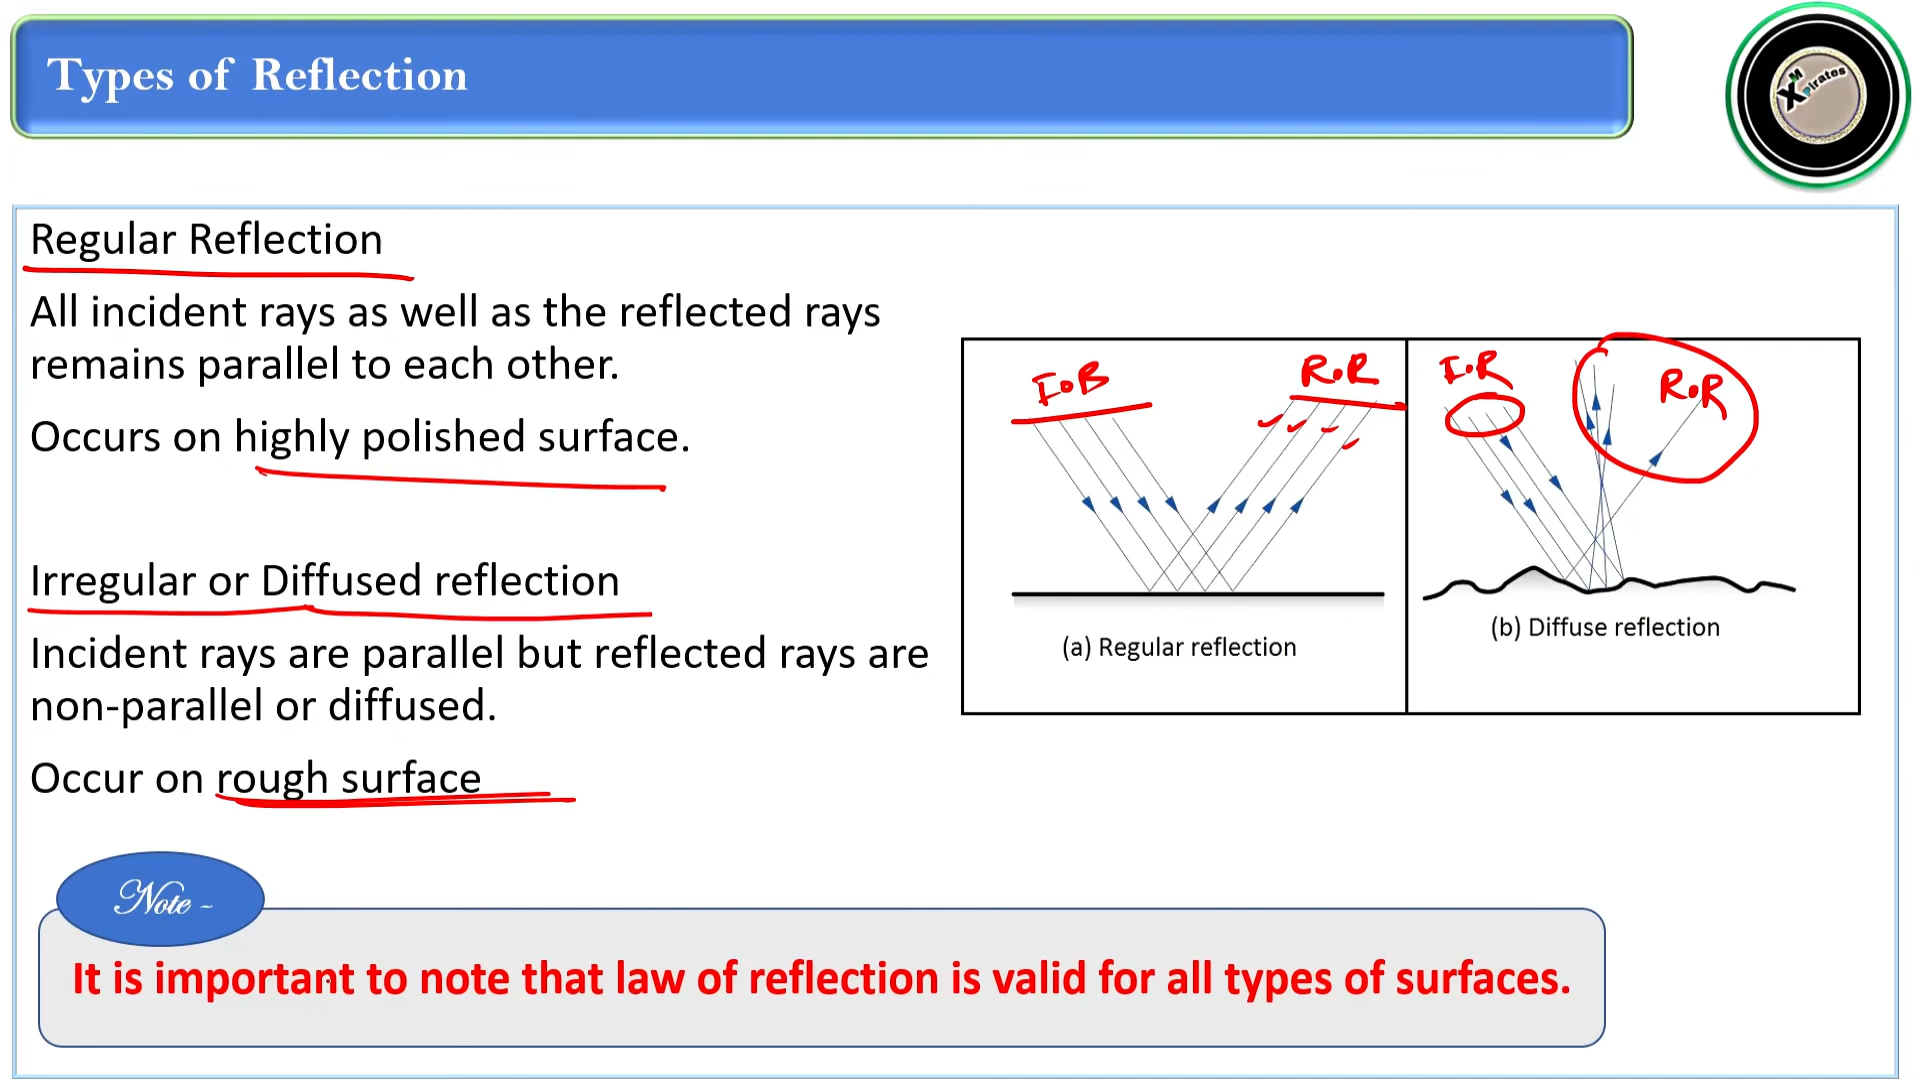 Types of Reflection
XM Pirates
Regular Reflection
All incident rays as well as the reflected rays
remains parallel to each other.
Occurs on highly polished surface.
Irregular or Diffused reflection
Incident rays are parallel but reflected rays are
non-parallel or diffused.
Occur on rough surface
I.R
R.R
(a) Regular reflection
I.R
R.R
(b) Diffuse reflection
Note -
It is important to note that law of reflection is valid for all types of surfaces.